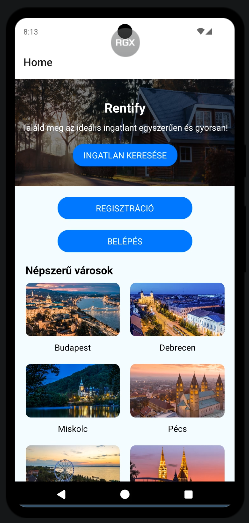 8:13
RGX
Home
Rentify
Találd meg az ideális ingatlant egyszerűen és gyorsan!
INGATLAN KERESÉSE
REGISZTRÁCIÓ
BELÉPÉS
Népszerű városok
Budapest
Debrecen
Miskolc
Pécs